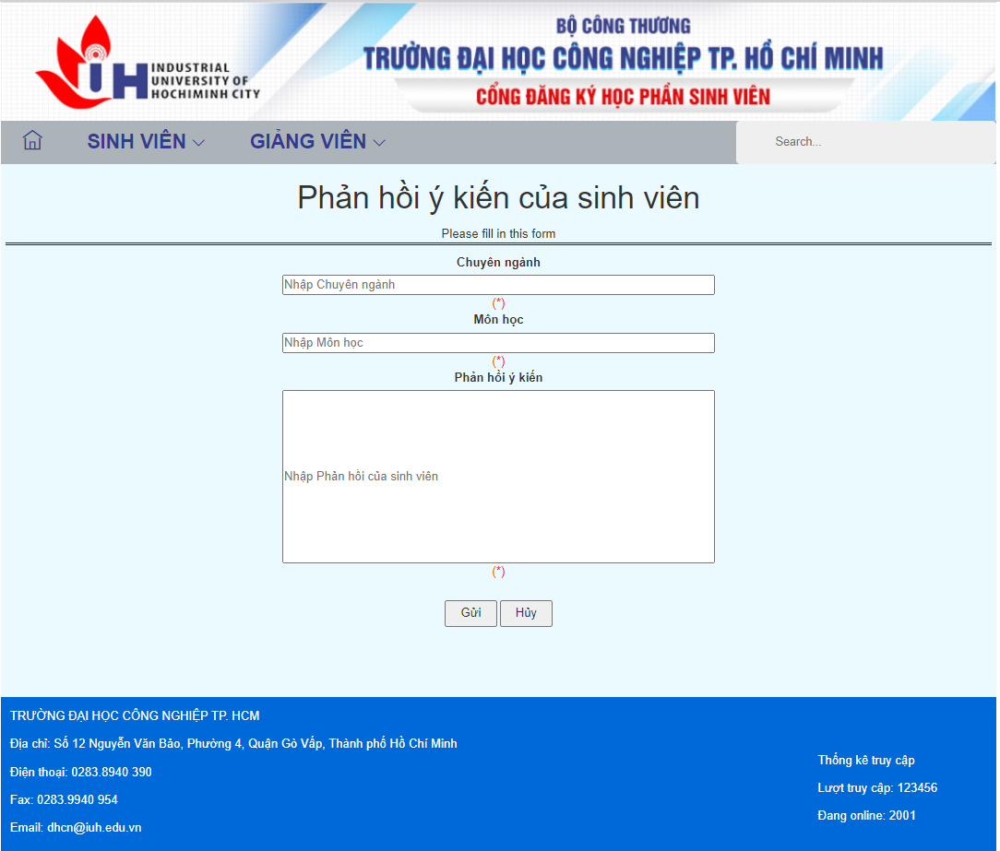 BỘ CÔNG THƯƠNG
TRƯỜNG ĐẠI HỌC CÔNG NGHIỆP TP. HỒ CHÍ MINH
CỔNG ĐĂNG KÝ HỌC PHẦN SINH VIÊN
IUH
INDUSTRIAL
UNIVERSITY OF
HOCHIMINH CITY
SINH VIÊN
GIẢNG VIÊN
Search...
Phản hồi ý kiến của sinh viên
Please fill in this form
Chuyên ngành
Nhập Chuyên ngành
(*)
Môn học
Nhập Môn học
(*)
Phản hồi ý kiến
Nhập Phản hồi của sinh viên
(*)
Gửi
Hủy
TRƯỜNG ĐẠI HỌC CÔNG NGHIỆP TP. HCM
Địa chỉ: Số 12 Nguyễn Văn Bảo, Phường 4, Quận Gò Vấp, Thành phố Hồ Chí Minh
Điện thoại: 0283.8940 390
Fax: 0283.9940 954
Email: dhcn@iuh.edu.vn
Thống kê truy cập
Lượt truy cập: 123456
Đang online: 2001